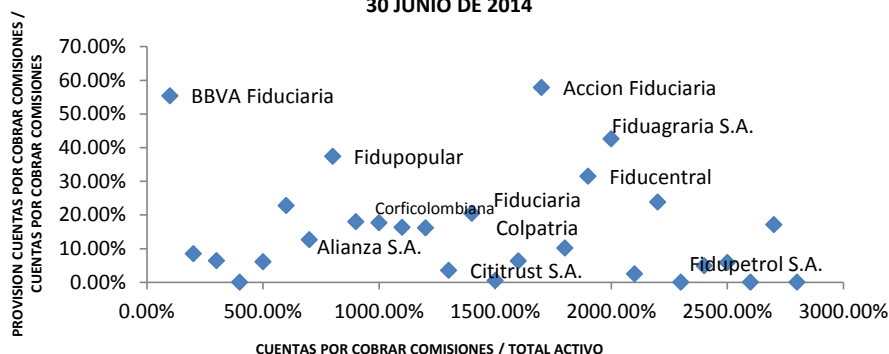 30 JUNIO DE 2014
PROVISION CUENTAS POR COBRAR COMISIONES /
CUENTAS POR COBRAR COMISIONES
70.00%
60.00%
50.00%
40.00%
30.00%
20.00%
10.00%
0.00%
BBVA Fiduciaria
Accion Fiduciaria
Fiduagraria S.A.
Fidupopular
Fiducentral
Corficolombiana
Fiduciaria
Colpatria
Alianza S.A.
Cititrust S.A.
Fidupetrol S.A.
0.00%
500.00%
1000.00%
1500.00%
2000.00%
2500.00%
3000.00%
CUENTAS POR COBRAR COMISIONES / TOTAL ACTIVO